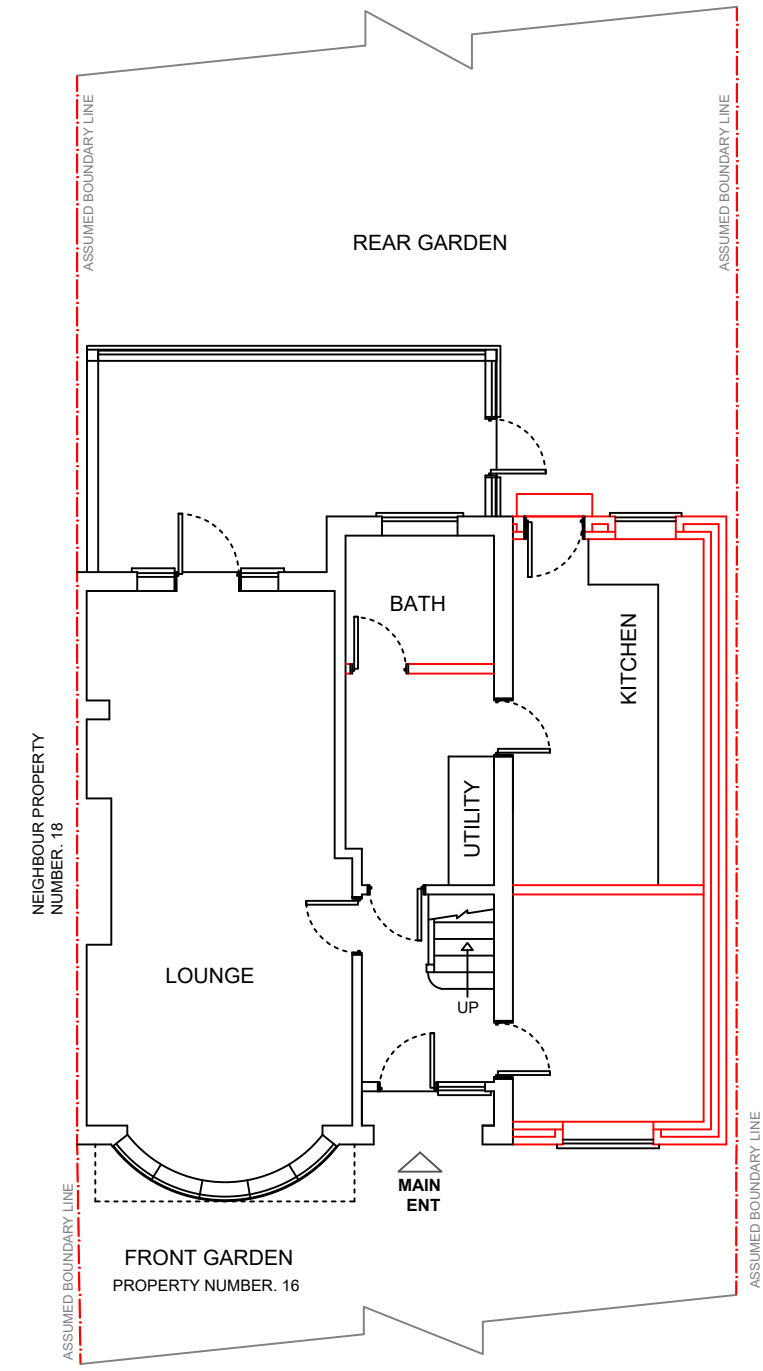 ASSUMED BOUNDARY LINE
ASSUMED BOUNDARY LINE
REAR GARDEN
BATH
KITCHEN
UTILITY
NEIGHBOUR PROPERTY
NUMBER. 18
LOUNGE
UP
MAIN
ENT
FRONT GARDEN
PROPERTY NUMBER. 16
ASSUMED BOUNDARY LINE
ASSUMED BOUNDARY LINE